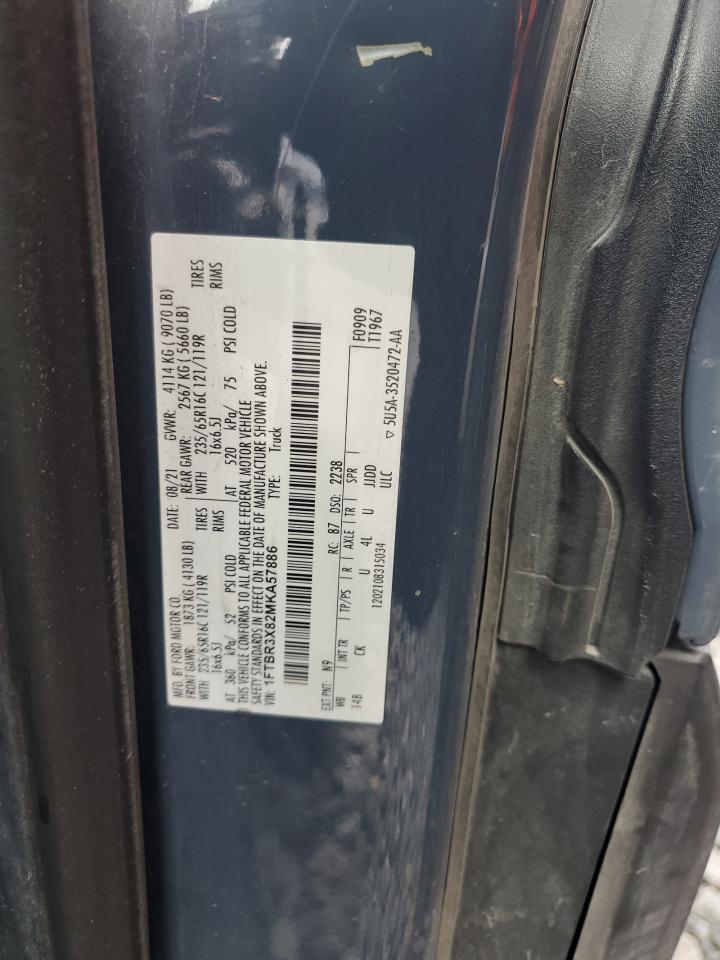 MFD. BY FORD MOTOR CO. DATE: 08/21 GVWR: 4114 KG ( 9070 LB)
FRONT GAWR: 1873 KG (4130 LB) REAR GAWR: 2567 KG ( 5660 LB)
WITH 235/65R16C 121/119R TIRES WITH 235/65R16C 121/119R TIRES
16x6.5J RIMS 16x6.5J RIMS
AT 360 kPa/ 52 PSI COLD AT 520 kPa/ 75 PSI COLD
THIS VEHICLE CONFORMS TO ALL APPLICABLE FEDERAL MOTOR VEHICLE
SAFETY STANDARDS IN EFFECT ON THE DATE OF MANUFACTURE SHOWN ABOVE.
VIN: 1FTBR3X82MKA57886 TYPE: Truck
EXT PNT: N9 RC: 87 DSO: 2238 F0909
WB INT TR TP/PS R AXLE TR SPR T1967
148 CK U 4L U JJDD
1202108315034 ULC ▽ 5U5A-3520472-AA